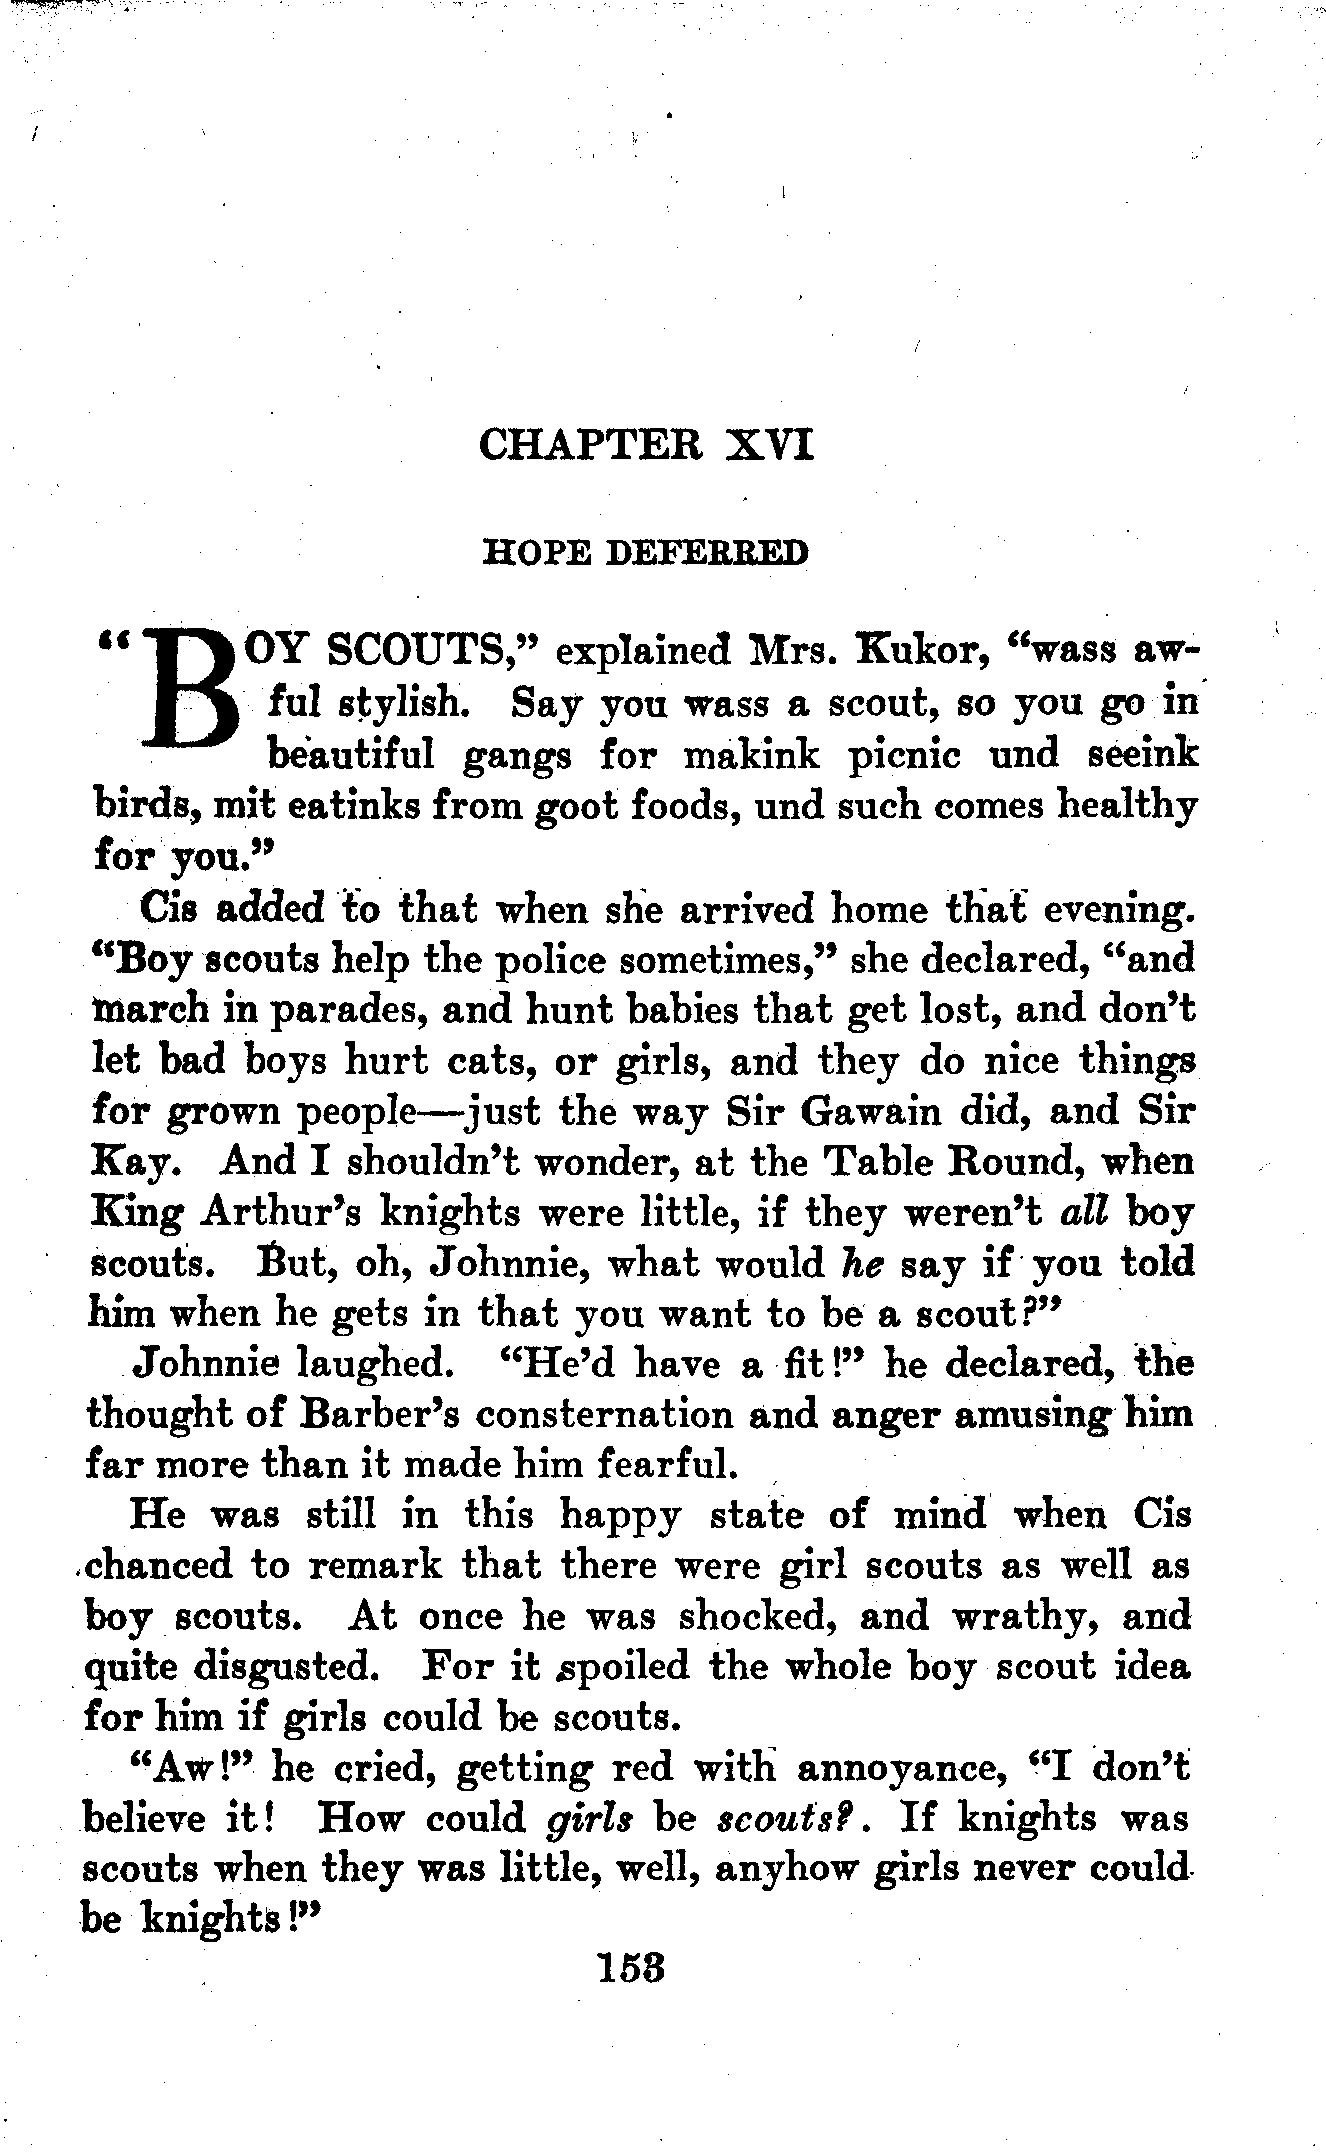 CHAPTER XVI
HOPE DEFERRED
“BOY SCOUTS,” explained Mrs. Kukor, “wass aw-
ful stylish. Say you wass a scout, so you go in
beautiful gangs for makink picnic und seeink
birds, mit eatinks from goot foods, und such comes healthy
for you.”
Cis added to that when she arrived home that evening.
“Boy scouts help the police sometimes,” she declared, “and
march in parades, and hunt babies that get lost, and don’t
let bad boys hurt cats, or girls, and they do nice things
for grown people—just the way Sir Gawain did, and Sir
Kay. And I shouldn’t wonder, at the Table Round, when
King Arthur’s knights were little, if they weren’t all boy
scouts. But, oh, Johnnie, what would he say if you told
him when he gets in that you want to be a scout?”
Johnnie laughed. “He’d have a fit!” he declared, the
thought of Barber’s consternation and anger amusing him
far more than it made him fearful.
He was still in this happy state of mind when Cis
chanced to remark that there were girl scouts as well as
boy scouts. At once he was shocked, and wrathy, and
quite disgusted. For it spoiled the whole boy scout idea
for him if girls could be scouts.
“Aw!” he cried, getting red with annoyance, “I don’t
believe it! How could girls be scouts?. If knights was
scouts when they was little, well, anyhow girls never could
be knights!”
153